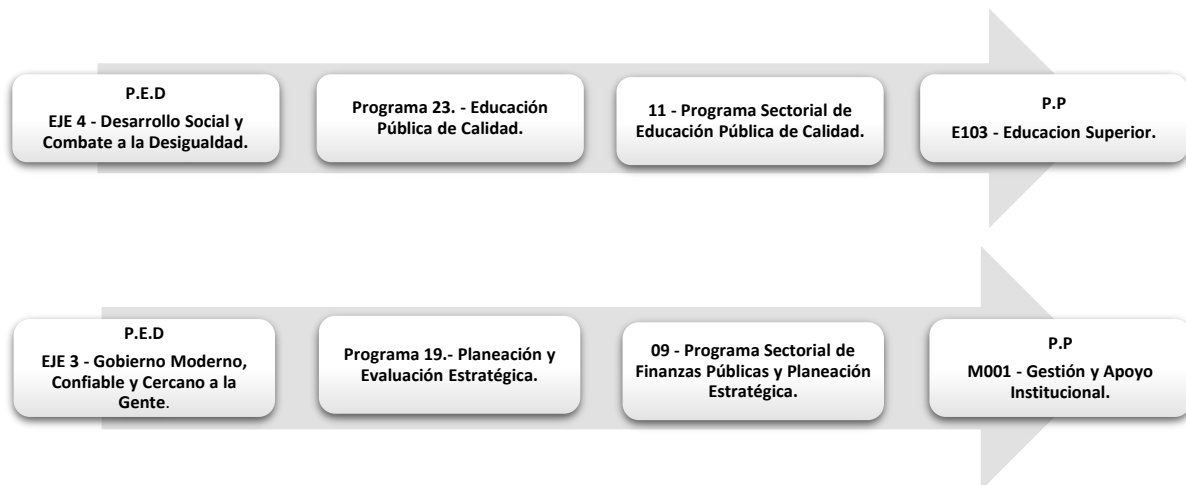 P.E.D
EJE 4 - Desarrollo Social y
Combate a la Desigualdad.
Programa 23. - Educación
Pública de Calidad.
11 - Programa Sectorial de
Educación Pública de Calidad.
P.P
E103 - Educacion Superior.
P.E.D
EJE 3 - Gobierno Moderno,
Confiable y Cercano a la
Gente.
Programa 19.- Planeación y
Evaluación Estratégica.
09 - Programa Sectorial de
Finanzas Públicas y Planeación
Estratégica.
P.P
M001 - Gestión y Apoyo
Institucional.